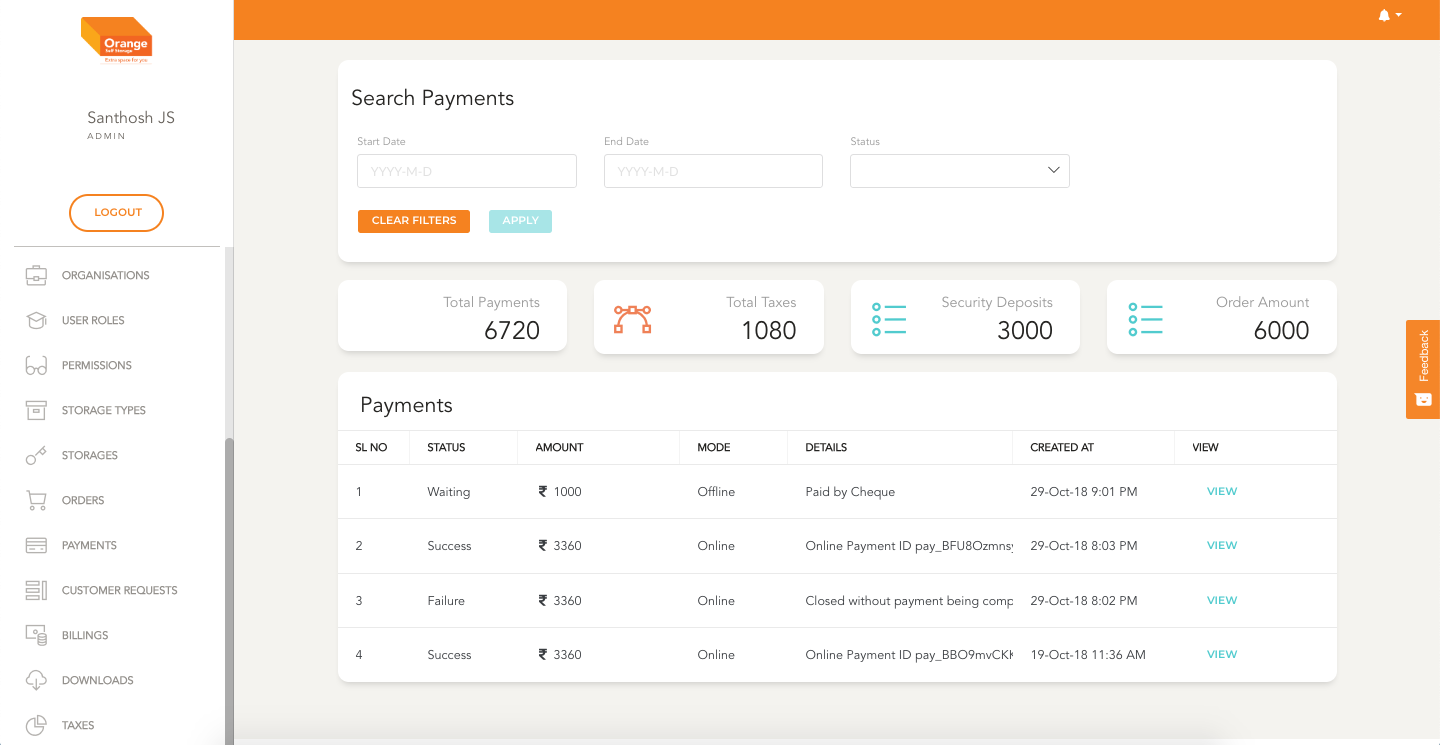 Orange
Self Storage
Extra space for you
Santhosh JS
ADMIN
LOGOUT
ORGANISATIONS
USER ROLES
PERMISSIONS
STORAGE TYPES
STORAGES
ORDERS
PAYMENTS
CUSTOMER REQUESTS
BILLINGS
DOWNLOADS
TAXES
Search Payments
Start Date End Date Status
YYYY-M-D YYYY-M-D
CLEAR FILTERS APPLY
Total Payments Total Taxes Security Deposits Order Amount
6720 1080 3000 6000
Payments
SL NO STATUS AMOUNT MODE DETAILS CREATED AT VIEW
1 Waiting ₹ 1000 Offline Paid by Cheque 29-Oct-18 9:01 PM VIEW
2 Success ₹ 3360 Online Online Payment ID pay_BFU8Ozmns 29-Oct-18 8:03 PM VIEW
3 Failure ₹ 3360 Online Closed without payment being comp 29-Oct-18 8:02 PM VIEW
4 Success ₹ 3360 Online Online Payment ID pay_BBO9mvCK 19-Oct-18 11:36 AM VIEW
Feedback